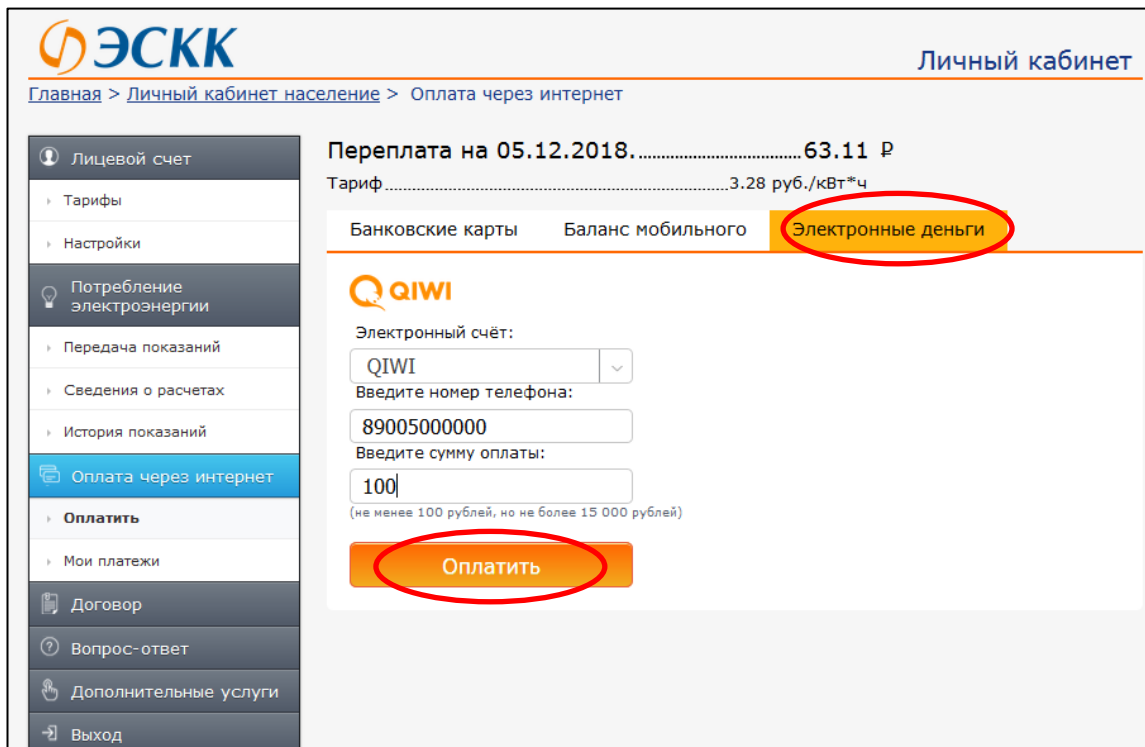 ЭСКК
Личный кабинет
Главная > Личный кабинет население > Оплата через интернет
Лицевой счет
Тарифы
Настройки
Потребление
электроэнергии
Передача показаний
Сведения о расчетах
История показаний
Оплата через интернет
Оплатить
Мои платежи
Договор
Вопрос-ответ
Дополнительные услуги
Выход
Переплата на 05.12.2018. 63.11 ₽
Тариф 3.28 руб./кВт*ч
Банковские карты Баланс мобильного Электронные деньги
QIWI
Электронный счёт:
QIWI
Введите номер телефона:
89005000000
Введите сумму оплаты:
100
(не менее 100 рублей, но не более 15 000 рублей)
Оплатить